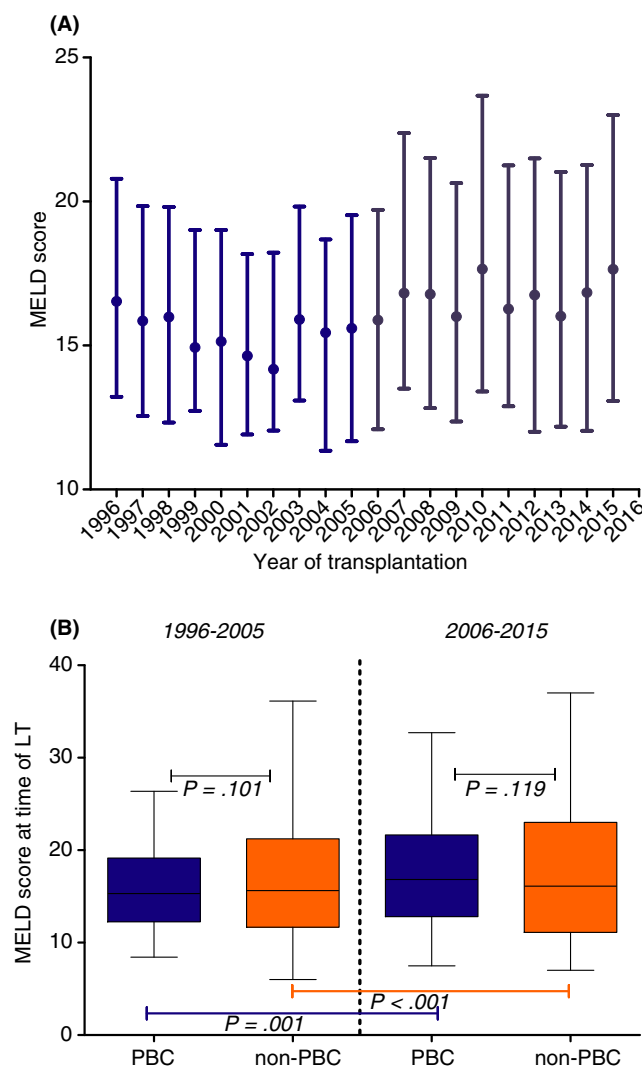 (A)
25
20
15
10
MELD score
1996 1997 1998 1999 2000 2001 2002 2003 2004 2005 2006 2007 2008 2009 2010 2011 2012 2013 2014 2015 2016
Year of transplantation
(B)
1996-2005 2006-2015
40
30
20
10
0
MELD score at time of LT
P = .101 P = .119
P < .001
P = .001
PBC non-PBC PBC non-PBC